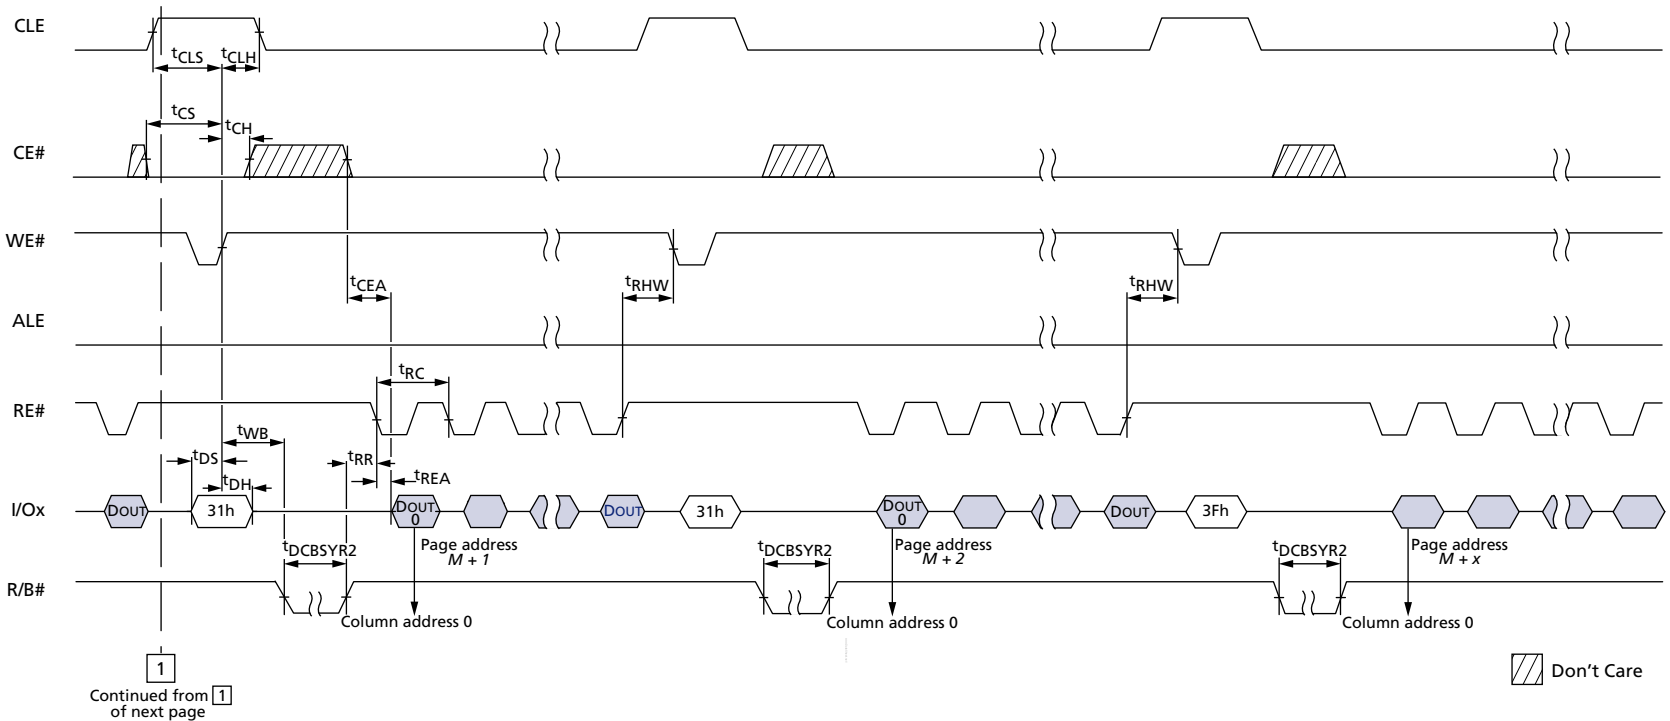 CLE
tCLS tCLH
tCS
tCH
CE#
WE#
tCEA tRHW tRHW
ALE
tRC
RE#
tWB
tRR
tDS
tREA
tDH
I/Ox DOUT 31h DOUT 0 DOUT 31h DOUT 0 DOUT 3Fh
Page address M + 1
Page address M + 2
Page address M + x
tDCBSYR2 tDCBSYR2 tDCBSYR2
R/B#
Column address 0 Column address 0 Column address 0
1
Don't Care
Continued from 1
of next page